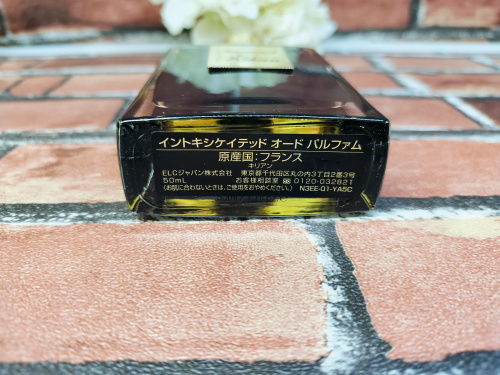 イントキシケイテッド オード パルファム
原産国：フランス
キリアン
ELCジャパン株式会社 東京都千代田区丸の内3丁目2番3号
50mL お客様相談室 0120-032821
(お肌に合わないときは、ご使用をおやめください。) N3EE-01-YA5C